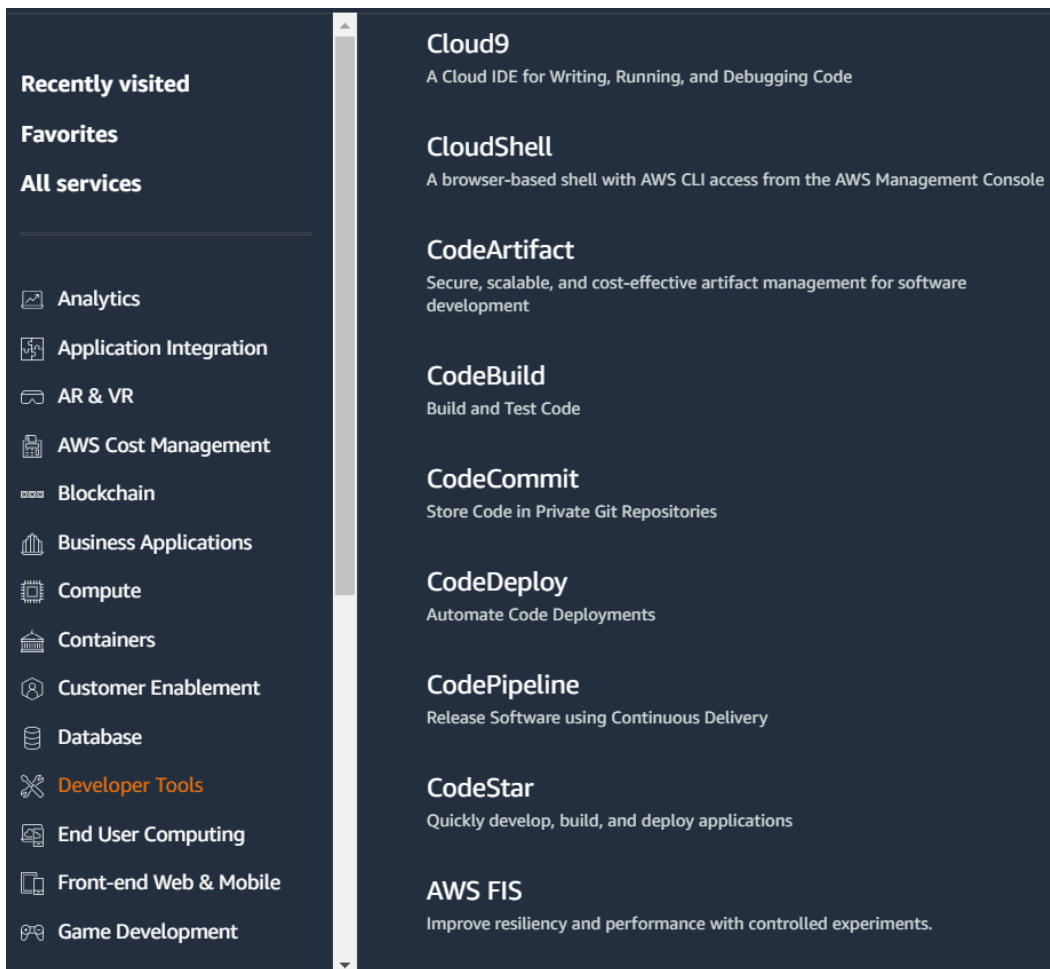 Recently visited
Favorites
All services
Analytics
Application Integration
AR & VR
AWS Cost Management
Blockchain
Business Applications
Compute
Containers
Customer Enablement
Database
Developer Tools
End User Computing
Front-end Web & Mobile
Game Development
Cloud9
A Cloud IDE for Writing, Running, and Debugging Code
CloudShell
A browser-based shell with AWS CLI access from the AWS Management Console
CodeArtifact
Secure, scalable, and cost-effective artifact management for software
development
CodeBuild
Build and Test Code
CodeCommit
Store Code in Private Git Repositories
CodeDeploy
Automate Code Deployments
CodePipeline
Release Software using Continuous Delivery
CodeStar
Quickly develop, build, and deploy applications
AWS FIS
Improve resiliency and performance with controlled experiments.